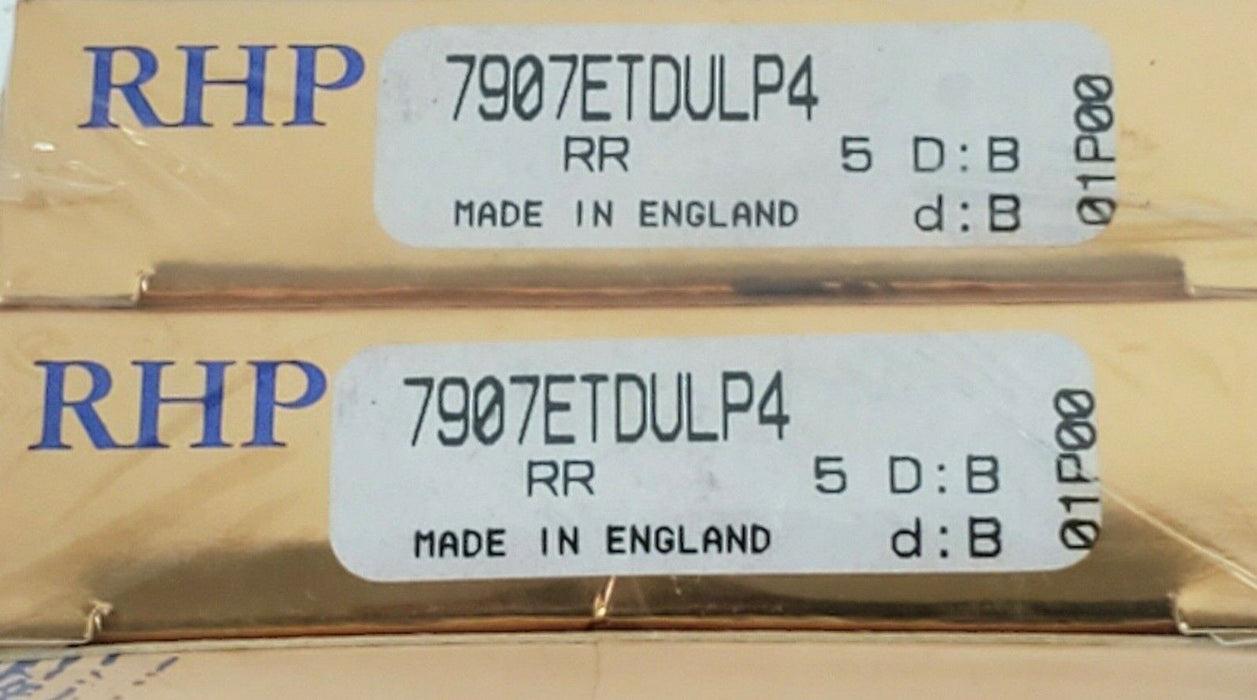 RHP
7907ETDULP4
RR 5 D:B
MADE IN ENGLAND d:B
01P00
RHP
7907ETDULP4
RR 5 D:B
MADE IN ENGLAND d:B
01P00